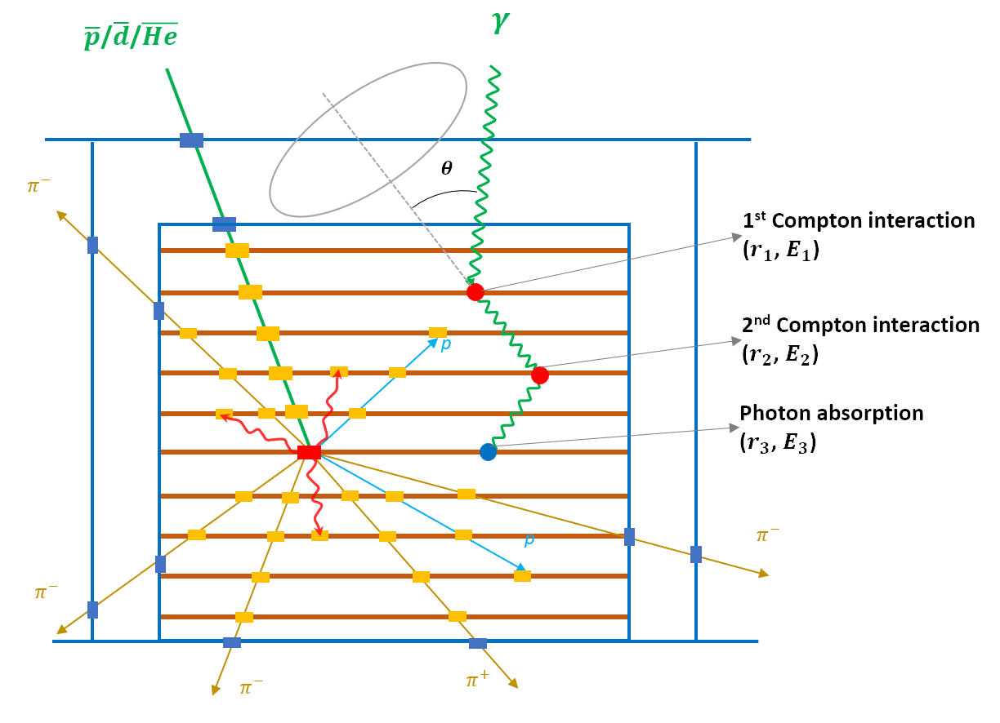 p̅/d̅/H̅e̅
γ
π⁻
θ
1st Compton interaction
(r₁, E₁)
2nd Compton interaction
(r₂, E₂)
p
Photon absorption
(r₃, E₃)
p
π⁻
π⁻
π⁻
π⁺